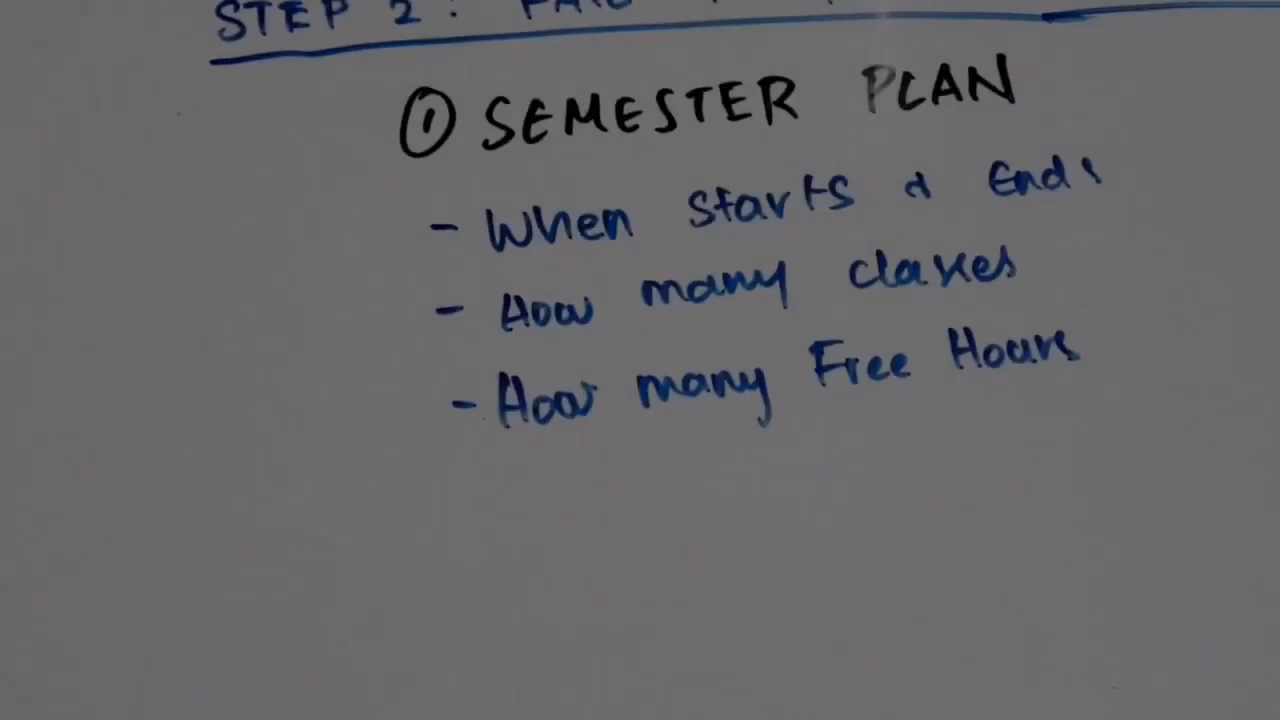 STEP 2:
① SEMESTER PLAN
- When starts & Ends
- How many classes
- How many Free Hours